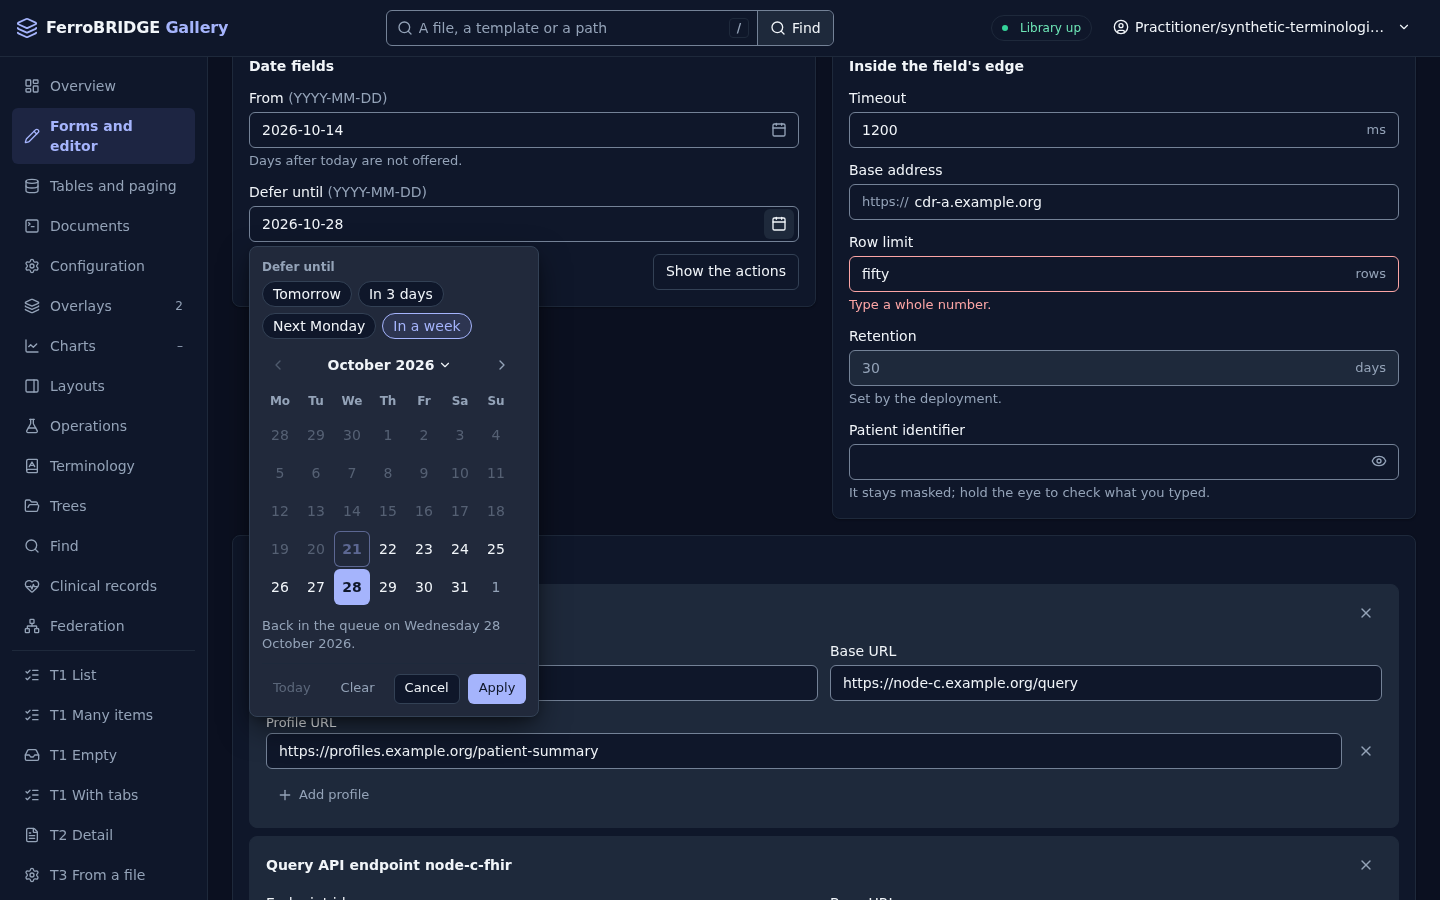 FerroBRIDGE Gallery
A file, a template or a path
/
Find
Library up
Practitioner/synthetic-terminologi...
Overview
Forms and
editor
Tables and paging
Documents
Configuration
Overlays 2
Charts –
Layouts
Operations
Terminology
Trees
Find
Clinical records
Federation
T1 List
T1 Many items
T1 Empty
T1 With tabs
T2 Detail
T3 From a file
Date fields
From (YYYY-MM-DD)
2026-10-14
Days after today are not offered.
Defer until (YYYY-MM-DD)
2026-10-28
Show the actions
Defer until
Tomorrow In 3 days
Next Monday In a week
October 2026
Mo Tu We Th Fr Sa Su
28 29 30 1 2 3 4
5 6 7 8 9 10 11
12 13 14 15 16 17 18
19 20 21 22 23 24 25
26 27 28 29 30 31 1
Back in the queue on Wednesday 28
October 2026.
Today Clear Cancel Apply
Inside the field's edge
Timeout
1200 ms
Base address
https:// cdr-a.example.org
Row limit
fifty rows
Type a whole number.
Retention
30 days
Set by the deployment.
Patient identifier
It stays masked; hold the eye to check what you typed.
Base URL
https://node-c.example.org/query
Profile URL
https://profiles.example.org/patient-summary
Add profile
Query API endpoint node-c-fhir